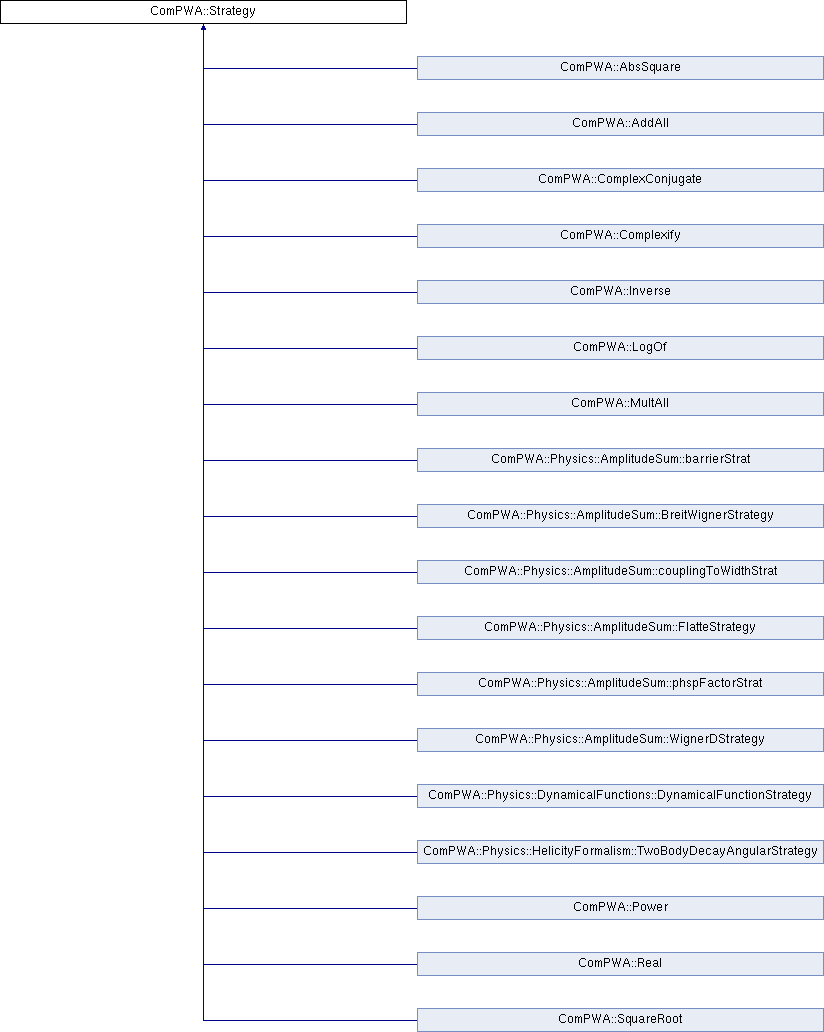 ComPWA::Strategy
ComPWA::AbsSquare
ComPWA::AddAll
ComPWA::ComplexConjugate
ComPWA::Complexify
ComPWA::Inverse
ComPWA::LogOf
ComPWA::MultAll
ComPWA::Physics::AmplitudeSum::barrierStrat
ComPWA::Physics::AmplitudeSum::BreitWignerStrategy
ComPWA::Physics::AmplitudeSum::couplingToWidthStrat
ComPWA::Physics::AmplitudeSum::FlatteStrategy
ComPWA::Physics::AmplitudeSum::phspFactorStrat
ComPWA::Physics::AmplitudeSum::WignerDStrategy
ComPWA::Physics::DynamicalFunctions::DynamicalFunctionStrategy
ComPWA::Physics::HelicityFormalism::TwoBodyDecayAngularStrategy
ComPWA::Power
ComPWA::Real
ComPWA::SquareRoot